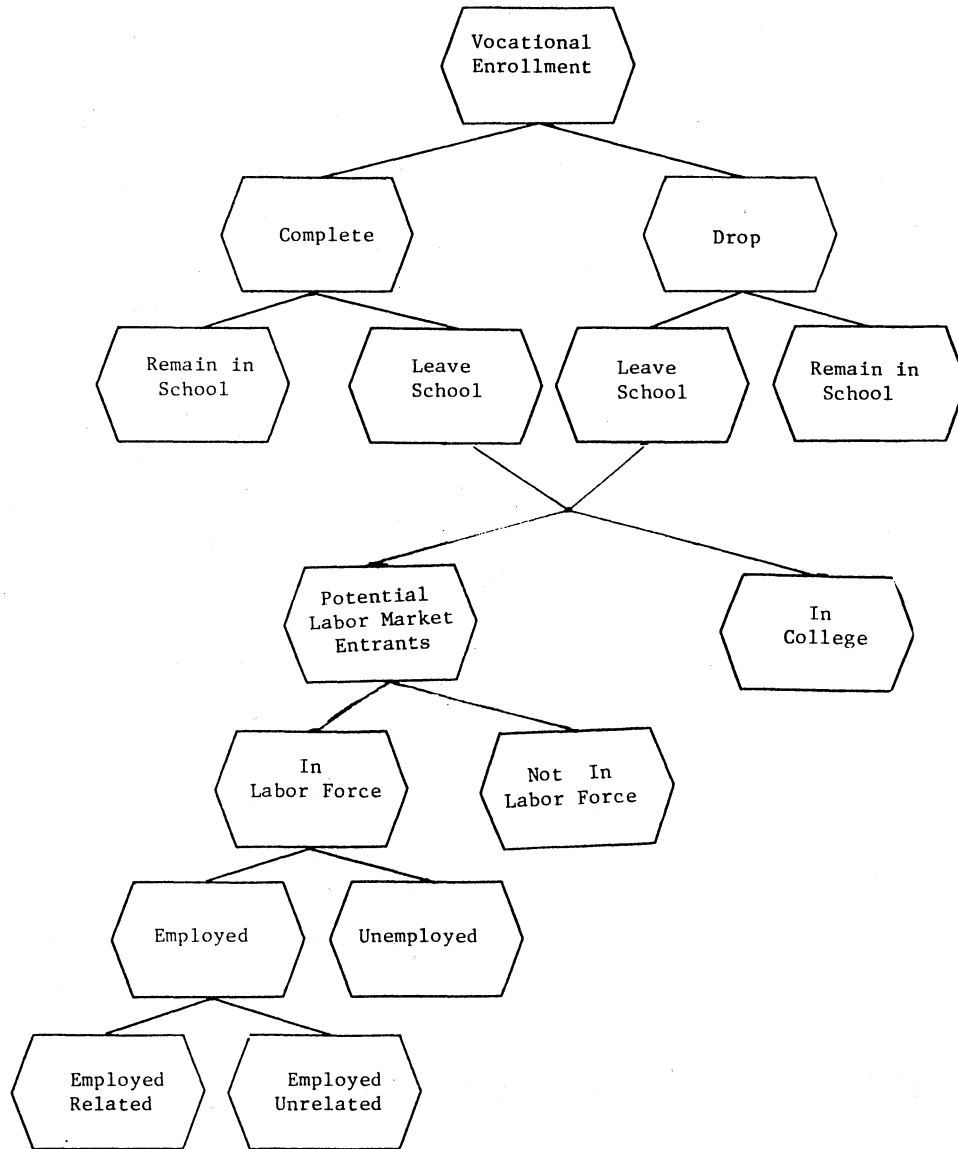 Vocational
Enrollment
Complete
Drop
Remain in
School
Leave
School
Leave
School
Remain in
School
Potential
Labor Market
Entrants
In
College
In
Labor Force
Not In
Labor Force
Employed
Unemployed
Employed
Related
Employed
Unrelated